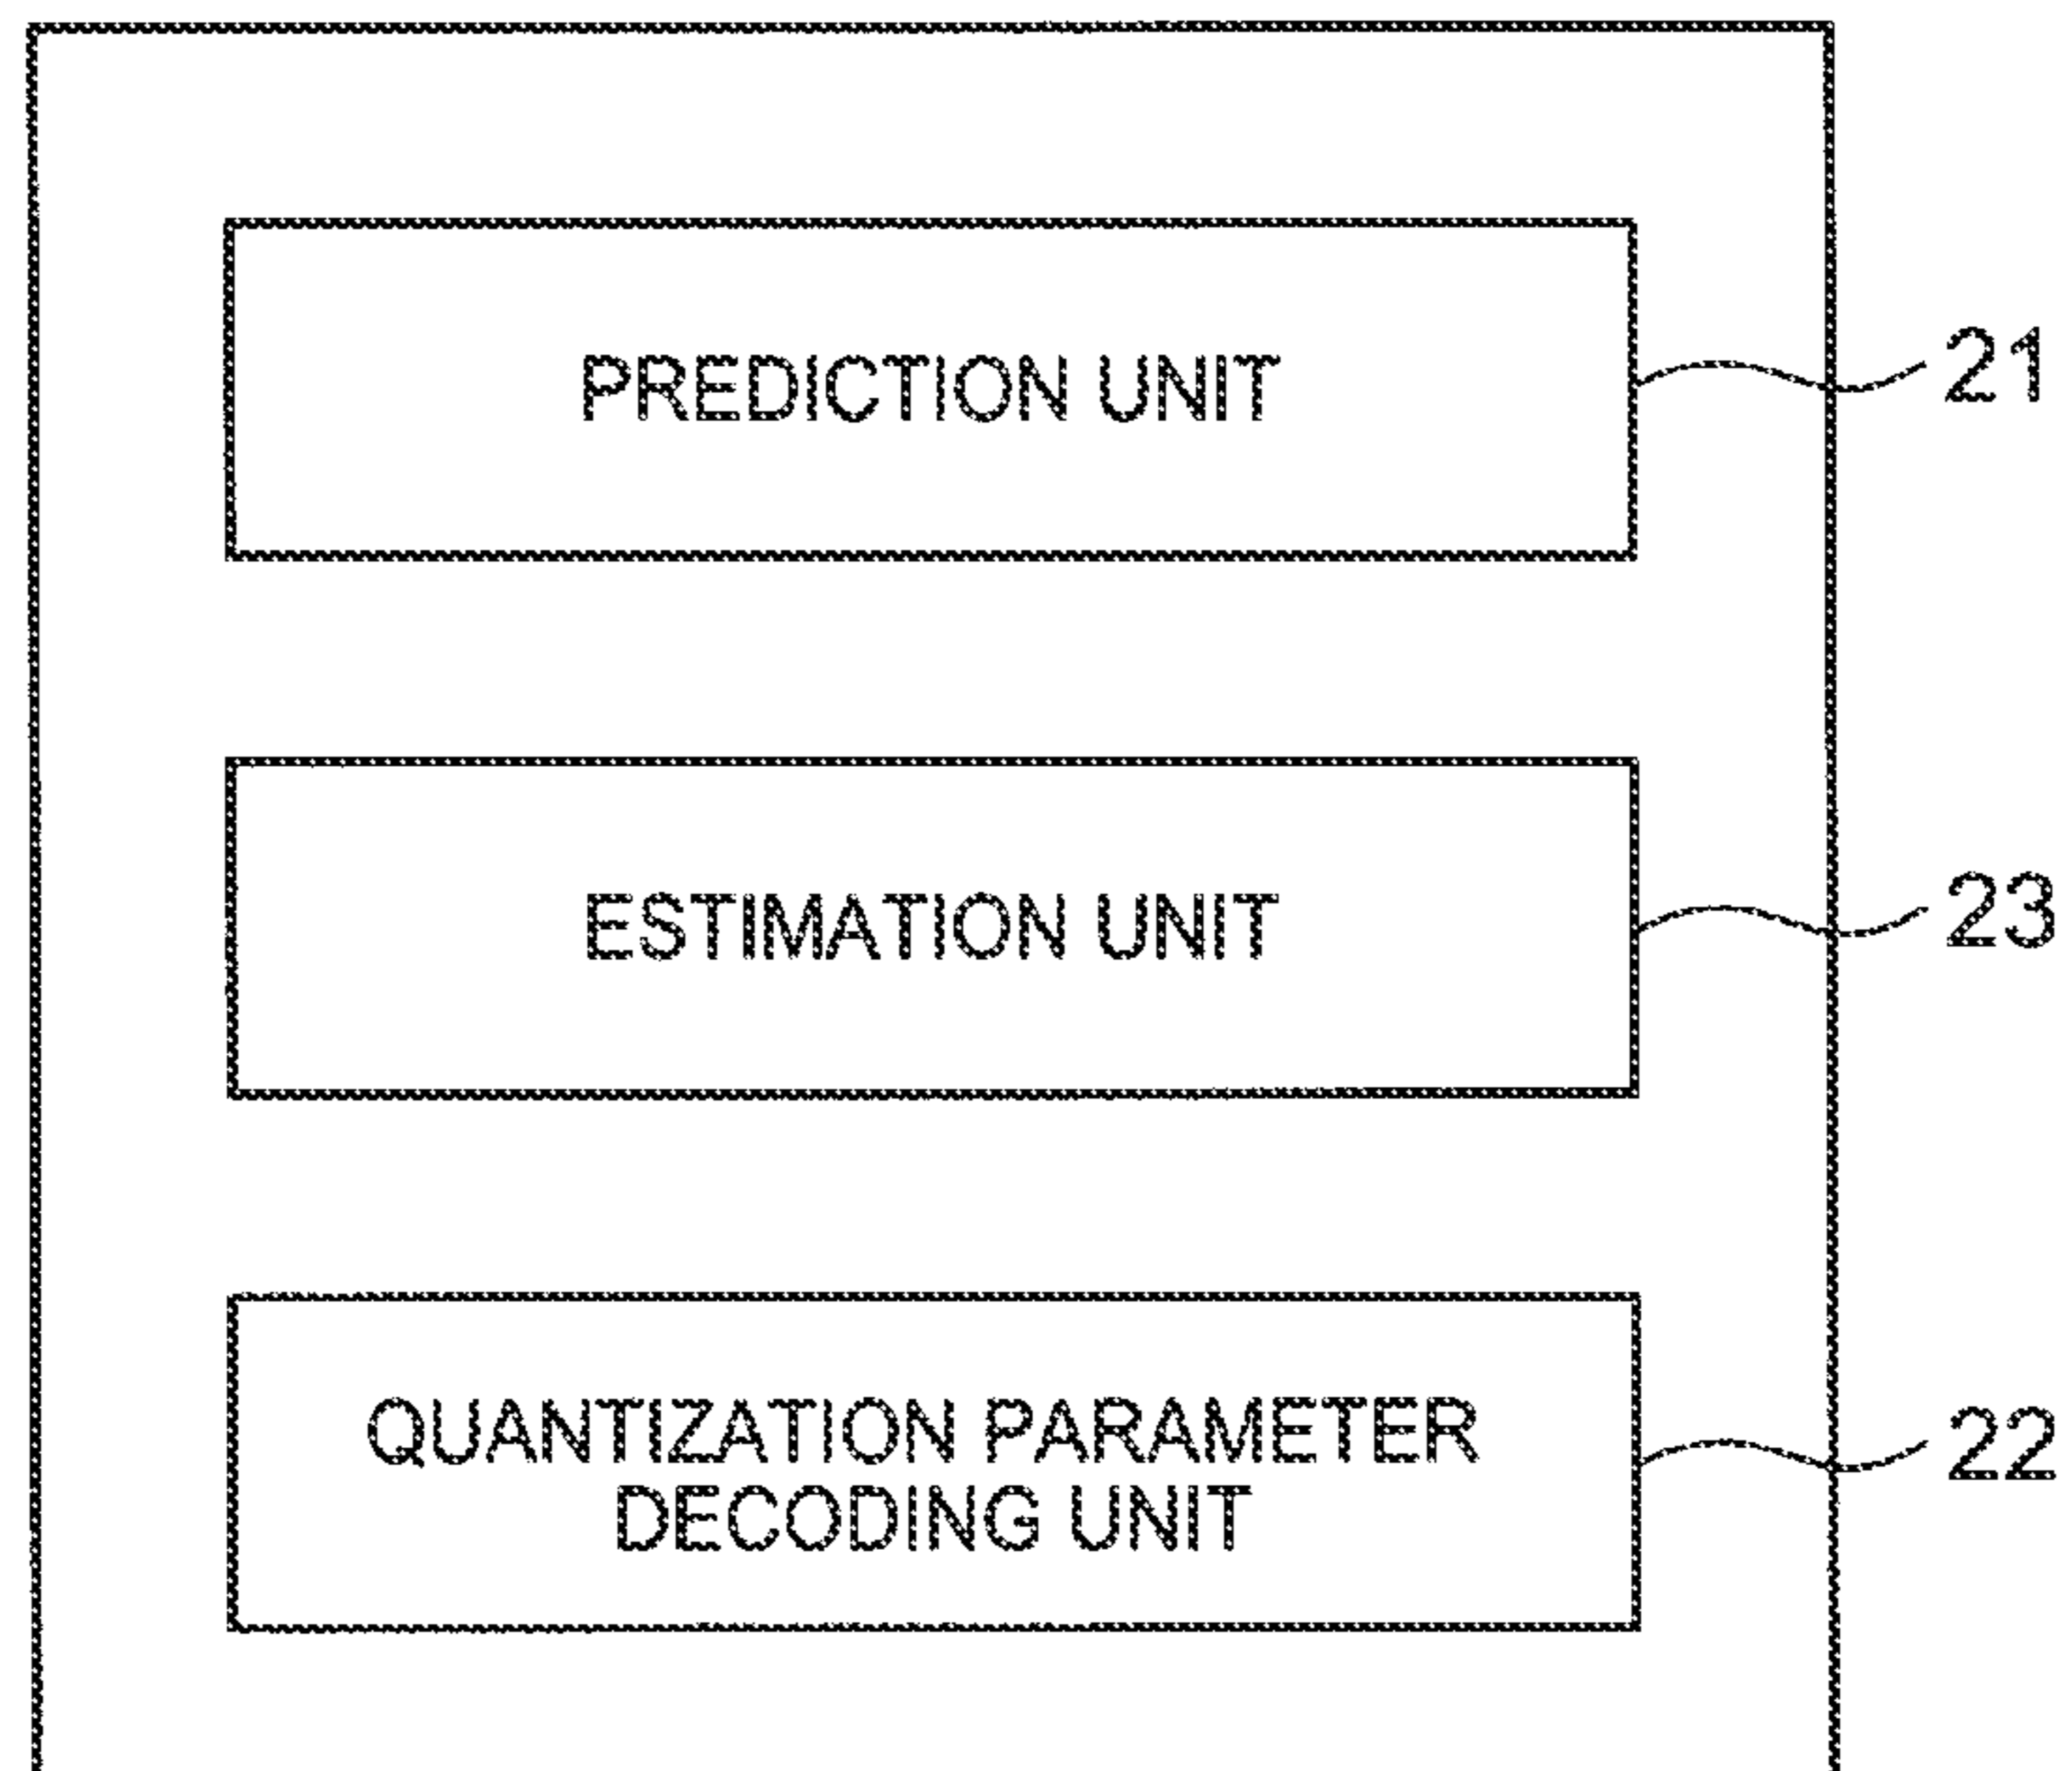 PREDICTION UNIT
21
ESTIMATION UNIT
23
QUANTIZATION PARAMETER
DECODING UNIT
22